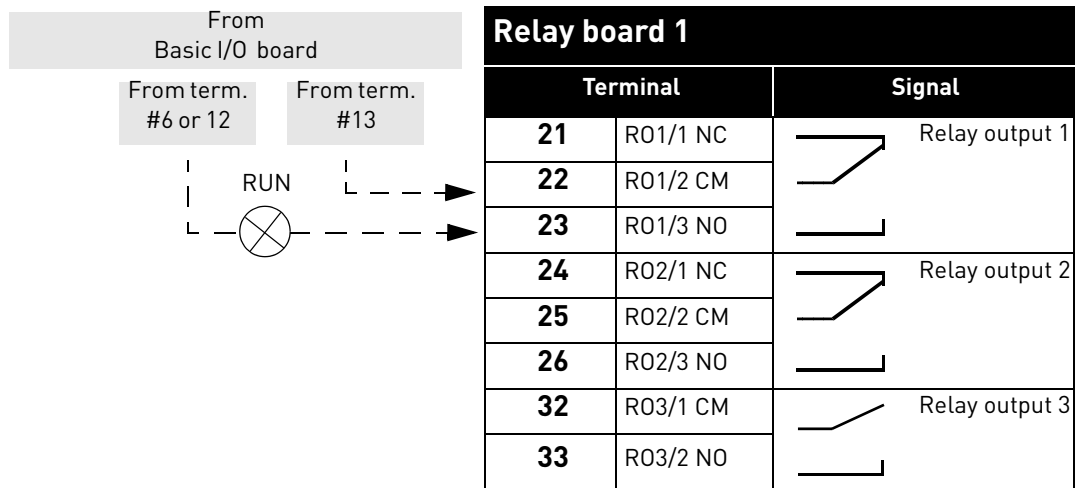 From
Basic I/O board
From term.
#6 or 12
From term.
#13
RUN
Relay board 1
Terminal Signal
21 RO1/1 NC Relay output 1
22 RO1/2 CM
23 RO1/3 NO
24 RO2/1 NC Relay output 2
25 RO2/2 CM
26 RO2/3 NO
32 RO3/1 CM Relay output 3
33 RO3/2 NO